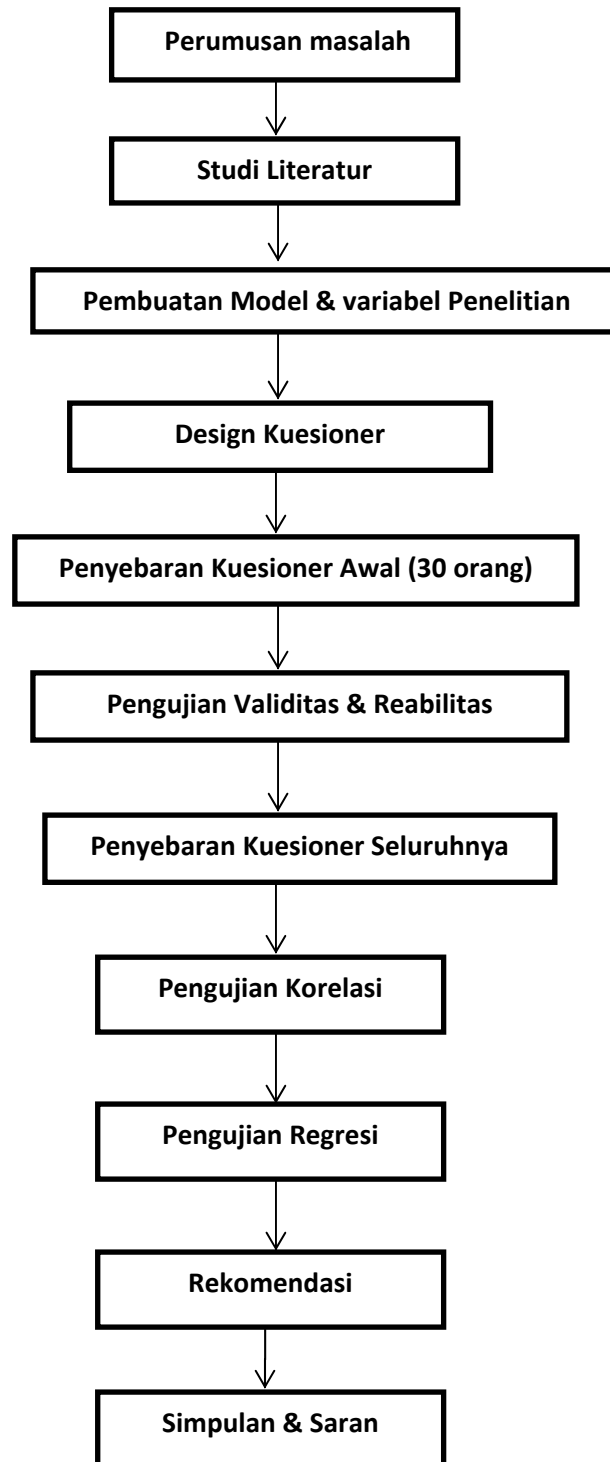 Perumusan masalah
Studi Literatur
Pembuatan Model & variabel Penelitian
Design Kuesioner
Penyebaran Kuesioner Awal (30 orang)
Pengujian Validitas & Reabilitas
Penyebaran Kuesioner Seluruhnya
Pengujian Korelasi
Pengujian Regresi
Rekomendasi
Simpulan & Saran